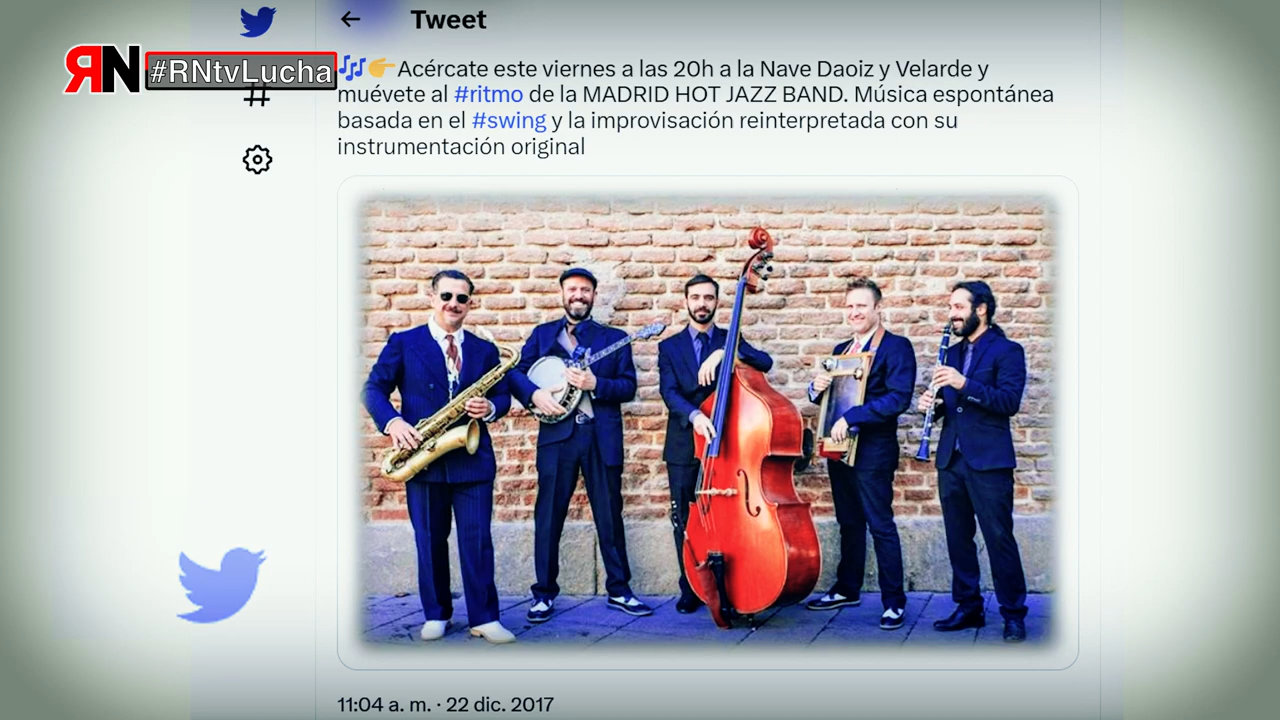 Tweet
ЯN #RNtvLucha
🎶👉Acércate este viernes a las 20h a la Nave Daoiz y Velarde y
muévete al #ritmo de la MADRID HOT JAZZ BAND. Música espontánea
basada en el #swing y la improvisación reinterpretada con su
instrumentación original
11:04 a. m. · 22 dic. 2017